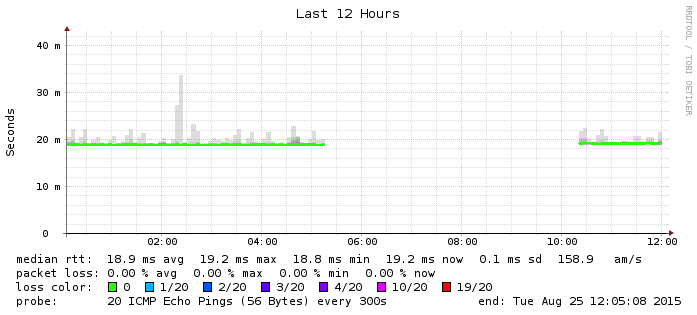 Last 12 Hours
RRDTOOL / TOBI OETIKER
Seconds
40 m
30 m
20 m
10 m
0
02:00 04:00 06:00 08:00 10:00 12:00
median rtt: 18.9 ms avg 19.2 ms max 18.8 ms min 19.2 ms now 0.1 ms sd 158.9 am/s
packet loss: 0.00 % avg 0.00 % max 0.00 % min 0.00 % now
loss color: 0 1/20 2/20 3/20 4/20 10/20 19/20
probe: 20 ICMP Echo Pings (56 Bytes) every 300s end: Tue Aug 25 12:05:08 2015